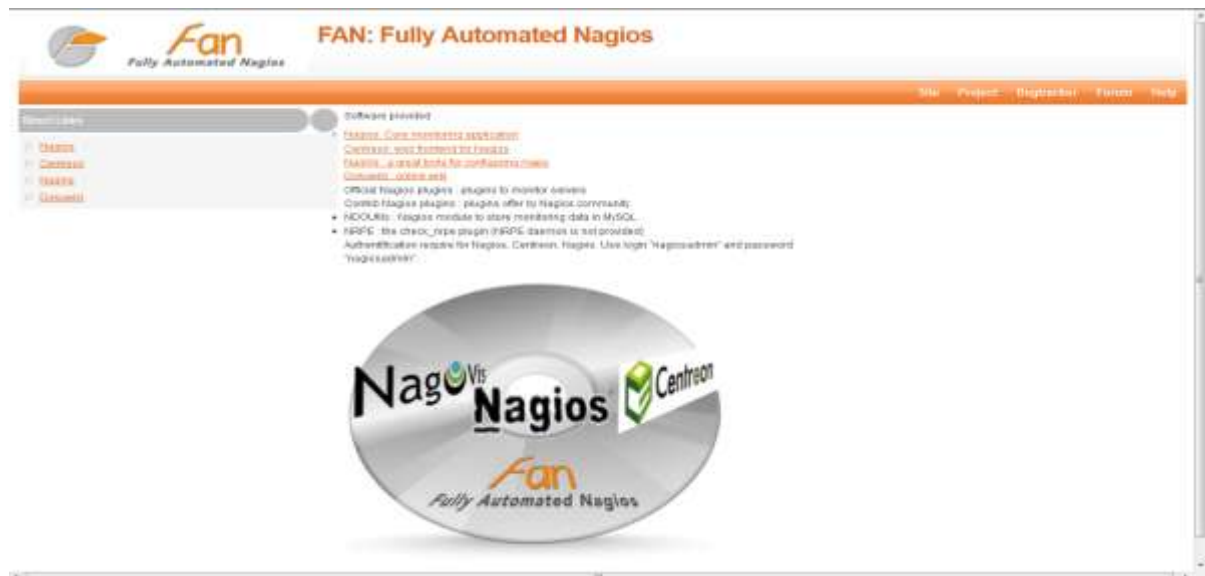 Fan
Fully Automated Nagios
FAN: Fully Automated Nagios
Site Project Bugtracker Forum Help
Direct Links
Nagios
Centreon
Nagvis
Software provided
Nagios: Core monitoring application
Centreon: web frontend for Nagios
Nagvis : a great tools for configuring maps
Official Nagios plugins : plugins to monitor servers
Contrib Nagios plugins : plugins offer by Nagios community
NDOUtils : Nagios module to store monitoring data in MySQL
NRPE : the check_nrpe plugin (NRPE daemon is not provided)
Authentification require for Nagios, Centreon, Nagvis. Use login "nagiosadmin" and password
"nagiosadmin"
NagVis
Nagios
Centreon
Fan
Fully Automated Nagios